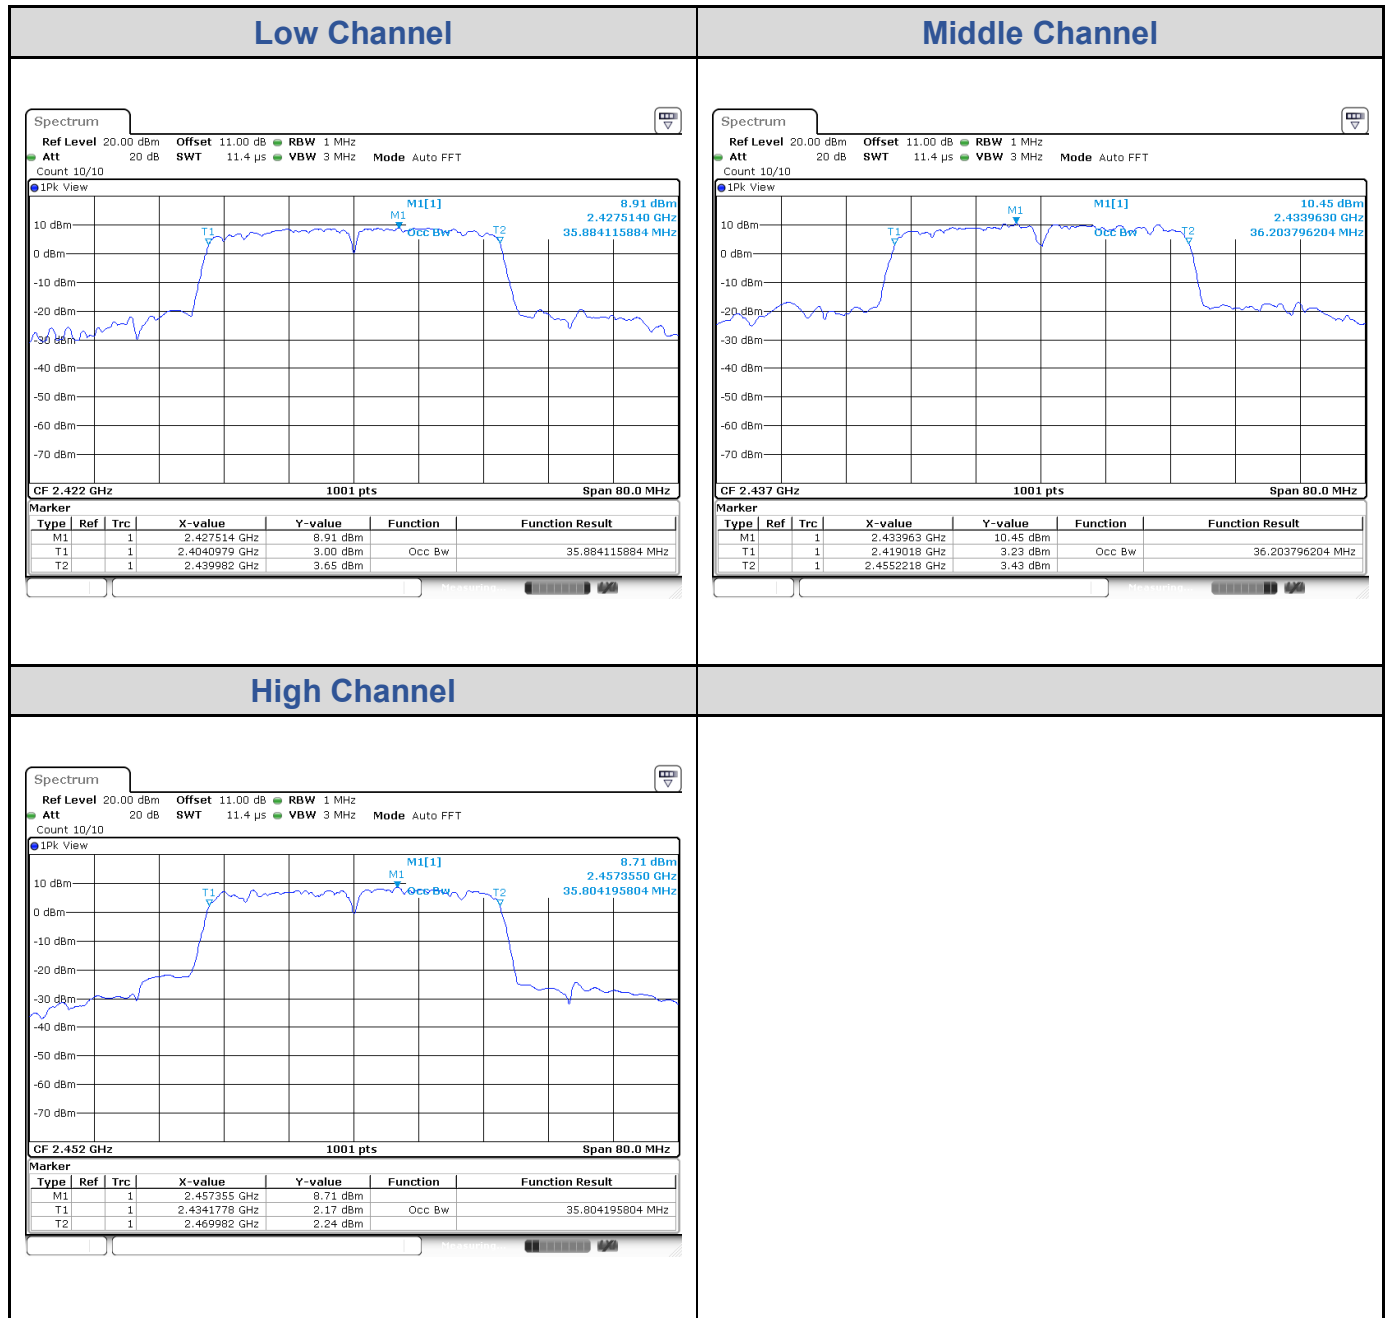 Low Channel
Spectrum
Ref Level 20.00 dBm Offset 11.00 dB RBW 1 MHz
Att 20 dB SWT 11.4 µs VBW 3 MHz Mode Auto FFT
Count 10/10
1Pk View
M1[1] 8.91 dBm
2.4275140 GHz
Occ Bw 35.884115884 MHz
M1
T1
T2
10 dBm
0 dBm
-10 dBm
-20 dBm
-30 dBm
-40 dBm
-50 dBm
-60 dBm
-70 dBm
CF 2.422 GHz 1001 pts Span 80.0 MHz
Marker
Type Ref Trc X-value Y-value Function Function Result
M1 1 2.427514 GHz 8.91 dBm
T1 1 2.4040979 GHz 3.00 dBm Occ Bw 35.884115884 MHz
T2 1 2.439982 GHz 3.65 dBm
Measuring...
Middle Channel
Spectrum
Ref Level 20.00 dBm Offset 11.00 dB RBW 1 MHz
Att 20 dB SWT 11.4 µs VBW 3 MHz Mode Auto FFT
Count 10/10
1Pk View
M1[1] 10.45 dBm
2.4339630 GHz
Occ Bw 36.203796204 MHz
M1
T1
T2
10 dBm
0 dBm
-10 dBm
-20 dBm
-30 dBm
-40 dBm
-50 dBm
-60 dBm
-70 dBm
CF 2.437 GHz 1001 pts Span 80.0 MHz
Marker
Type Ref Trc X-value Y-value Function Function Result
M1 1 2.433963 GHz 10.45 dBm
T1 1 2.419018 GHz 3.23 dBm Occ Bw 36.203796204 MHz
T2 1 2.4552218 GHz 3.43 dBm
Measuring...
High Channel
Spectrum
Ref Level 20.00 dBm Offset 11.00 dB RBW 1 MHz
Att 20 dB SWT 11.4 µs VBW 3 MHz Mode Auto FFT
Count 10/10
1Pk View
M1[1] 8.71 dBm
2.4573550 GHz
Occ Bw 35.804195804 MHz
M1
T1
T2
10 dBm
0 dBm
-10 dBm
-20 dBm
-30 dBm
-40 dBm
-50 dBm
-60 dBm
-70 dBm
CF 2.452 GHz 1001 pts Span 80.0 MHz
Marker
Type Ref Trc X-value Y-value Function Function Result
M1 1 2.457355 GHz 8.71 dBm
T1 1 2.4341778 GHz 2.17 dBm Occ Bw 35.804195804 MHz
T2 1 2.469982 GHz 2.24 dBm
Measuring...